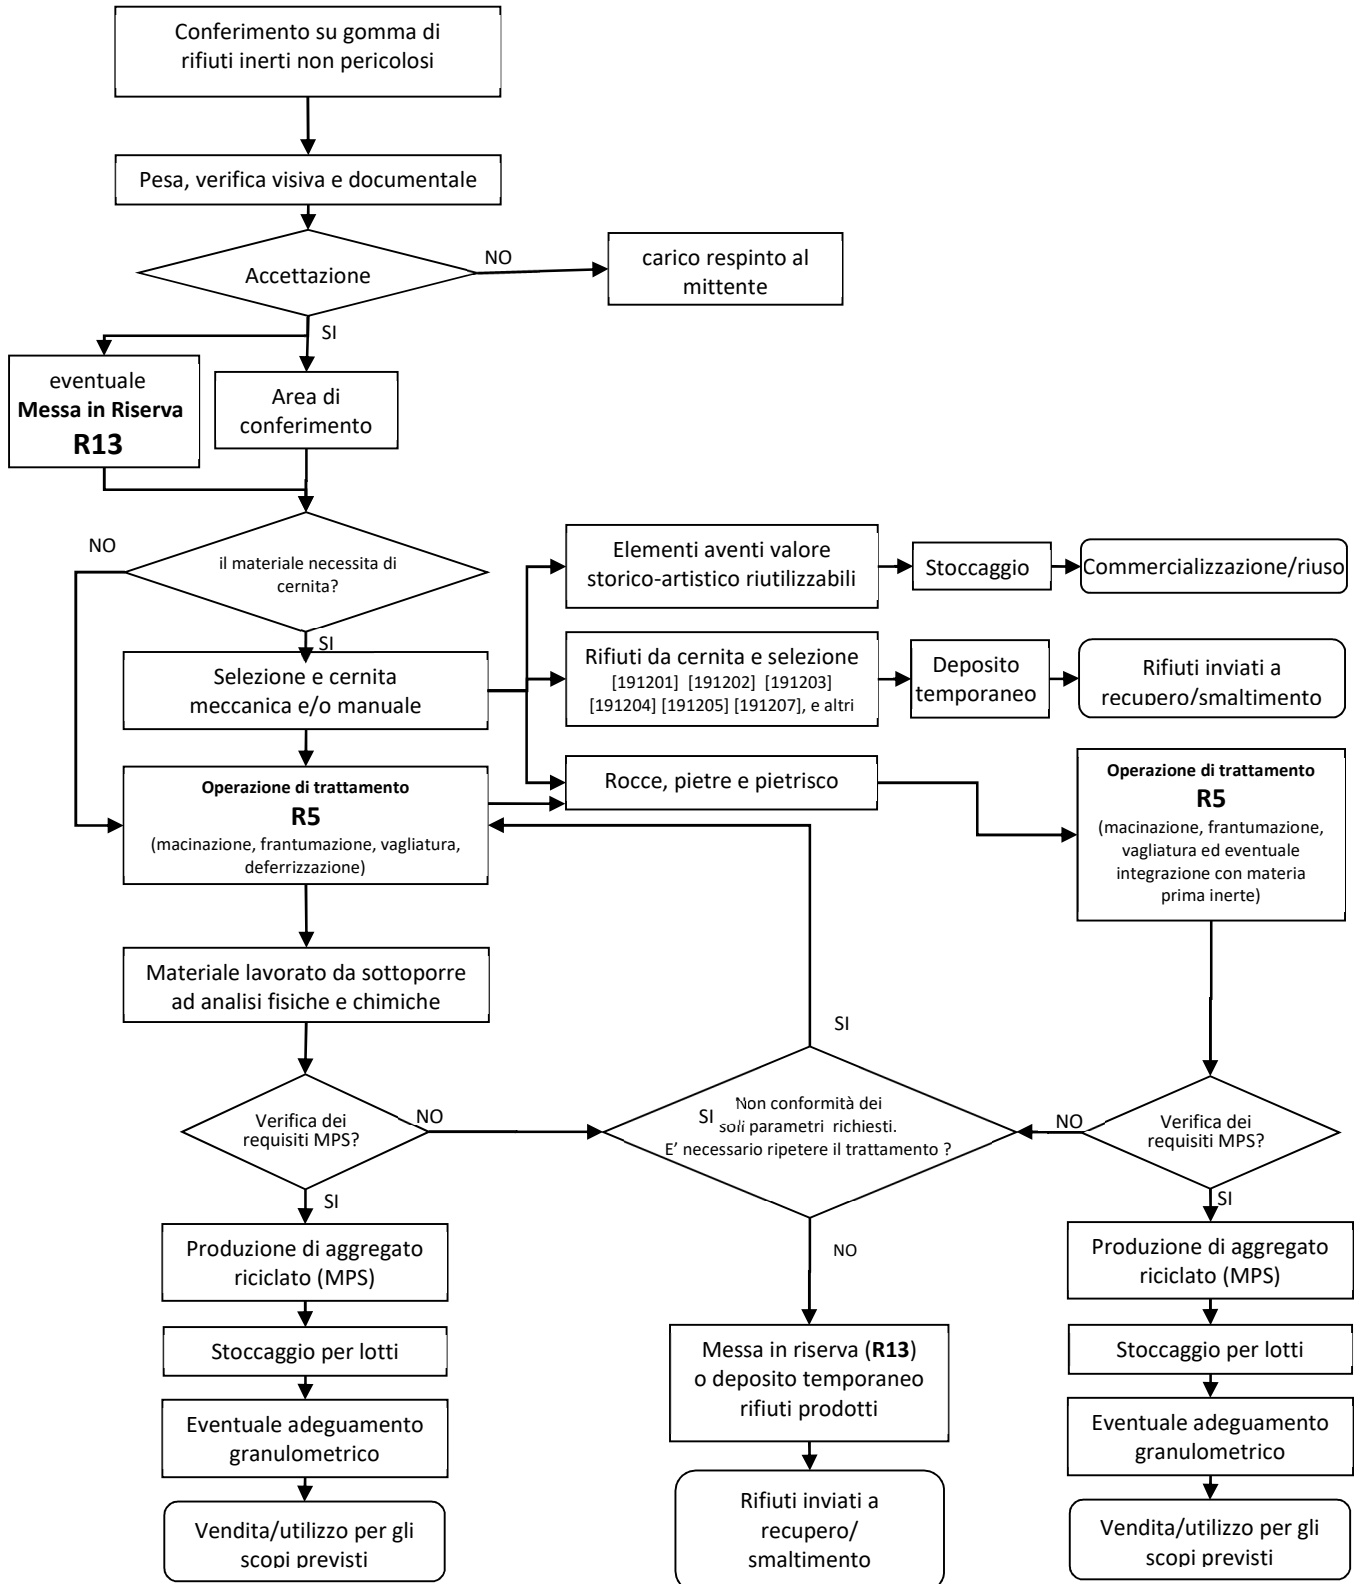 Conferimento su gomma di
rifiuti inerti non pericolosi
Pesa, verifica visiva e documentale
Accettazione
NO
carico respinto al
mittente
SI
eventuale
Messa in Riserva
R13
Area di
conferimento
NO
il materiale necessita di
cernita?
SI
Elementi aventi valore
storico-artistico riutilizzabili
Stoccaggio
Commercializzazione/riuso
Selezione e cernita
meccanica e/o manuale
Rifiuti da cernita e selezione
[191201] [191202] [191203]
[191204] [191205] [191207], e altri
Deposito
temporaneo
Rifiuti inviati a
recupero/smaltimento
Operazione di trattamento
R5
(macinazione, frantumazione, vagliatura,
deferrizzazione)
Rocce, pietre e pietrisco
Operazione di trattamento
R5
(macinazione, frantumazione,
vagliatura ed eventuale
integrazione con materia
prima inerte)
Materiale lavorato da sottoporre
ad analisi fisiche e chimiche
SI
Verifica dei
requisiti MPS?
NO
SI
Non conformità dei
soli parametri richiesti.
E’ necessario ripetere il trattamento ?
NO
Verifica dei
requisiti MPS?
SI
NO
SI
Produzione di aggregato
riciclato (MPS)
Stoccaggio per lotti
Eventuale adeguamento
granulometrico
Vendita/utilizzo per gli
scopi previsti
Messa in riserva (R13)
o deposito temporaneo
rifiuti prodotti
Rifiuti inviati a
recupero/
smaltimento
Produzione di aggregato
riciclato (MPS)
Stoccaggio per lotti
Eventuale adeguamento
granulometrico
Vendita/utilizzo per gli
scopi previsti